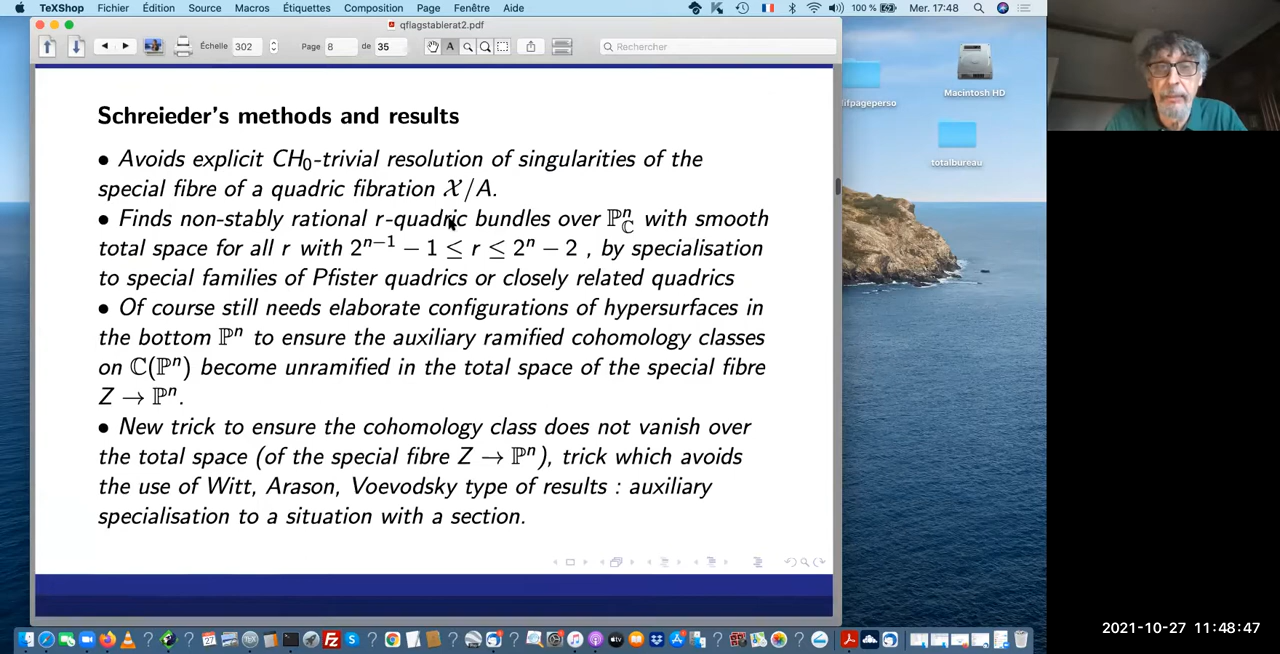 TeXShop Fichier Édition Source Macros Étiquettes Composition Page Fenêtre Aide 100 % Mer. 17:48
qflagstablerat2.pdf
Échelle 302 Page 8 de 35 Rechercher
Schreieder's methods and results
• Avoids explicit CH₀-trivial resolution of singularities of the
special fibre of a quadric fibration 𝒳/A.
• Finds non-stably rational r-quadric bundles over ℙⁿ_ℂ with smooth
total space for all r with 2ⁿ⁻¹ − 1 ≤ r ≤ 2ⁿ − 2 , by specialisation
to special families of Pfister quadrics or closely related quadrics
• Of course still needs elaborate configurations of hypersurfaces in
the bottom ℙⁿ to ensure the auxiliary ramified cohomology classes
on ℂ(ℙⁿ) become unramified in the total space of the special fibre
Z → ℙⁿ.
• New trick to ensure the cohomology class does not vanish over
the total space (of the special fibre Z → ℙⁿ), trick which avoids
the use of Witt, Arason, Voevodsky type of results : auxiliary
specialisation to a situation with a section.
lifpageperso
Macintosh HD
totalbureau
2021-10-27 11:48:47